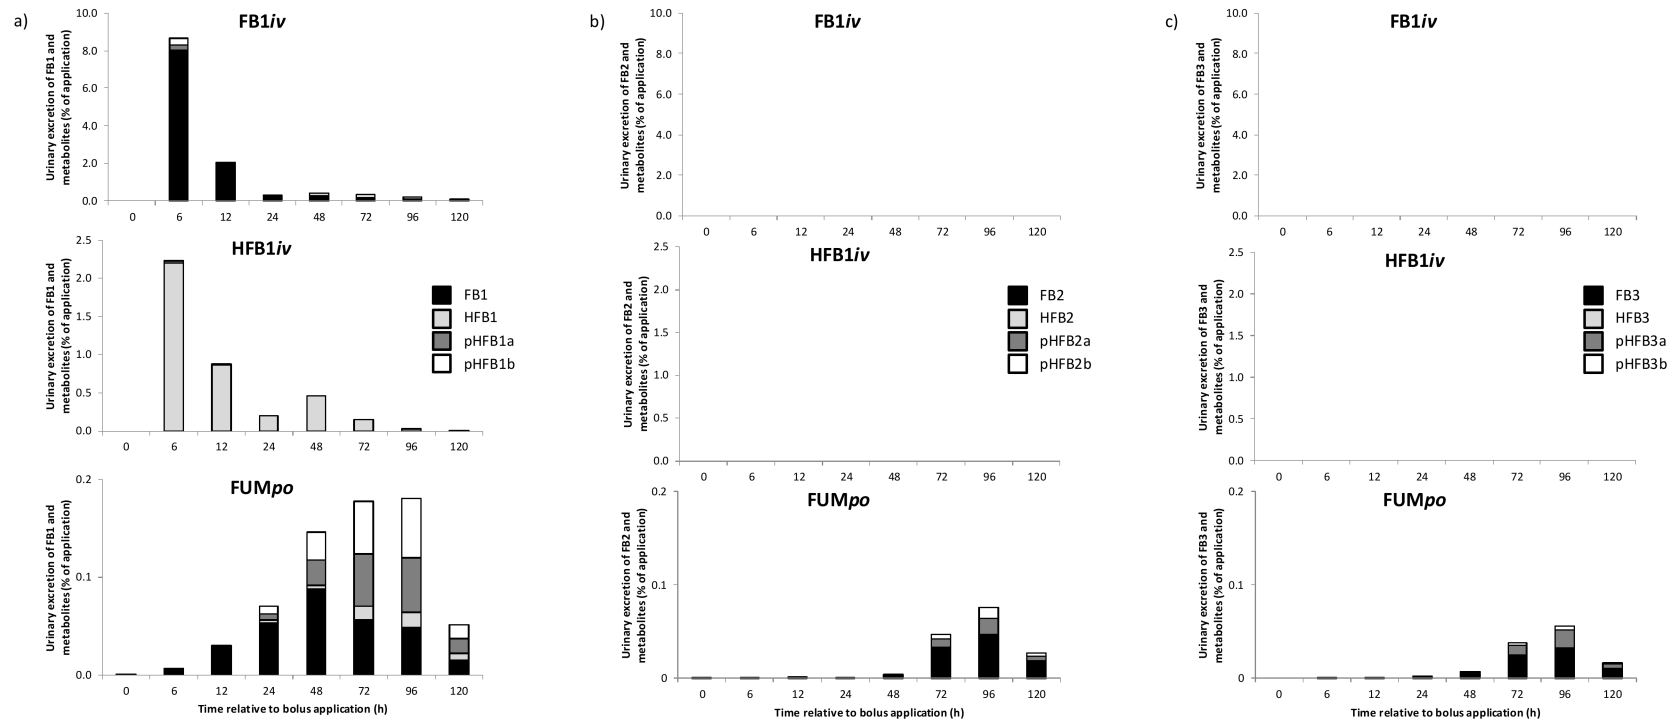 a)
FB1iv
Urinary excretion of FB1 and
metabolites (% of application)
10.0
8.0
6.0
4.0
2.0
0.0
0 6 12 24 48 72 96 120
HFB1iv
Urinary excretion of FB1 and
metabolites (% of application)
2.5
2.0
1.5
1.0
0.5
0.0
0 6 12 24 48 72 96 120
FB1
HFB1
pHFB1a
pHFB1b
FUMpo
Urinary excretion of FB1 and
metabolites (% of application)
0.2
0.1
0.0
0 6 12 24 48 72 96 120
Time relative to bolus application (h)
b)
FB1iv
Urinary excretion of FB2 and
metabolites (% of application)
10.0
8.0
6.0
4.0
2.0
0.0
0 6 12 24 48 72 96 120
HFB1iv
Urinary excretion of FB2 and
metabolites (% of application)
2.5
2.0
1.5
1.0
0.5
0.0
0 6 12 24 48 72 96 120
FB2
HFB2
pHFB2a
pHFB2b
FUMpo
Urinary excretion of FB2 and
metabolites (% of application)
0.2
0.1
0
0 6 12 24 48 72 96 120
Time relative to bolus application (h)
c)
FB1iv
Urinary excretion of FB3 and
metabolites (% of application)
10.0
8.0
6.0
4.0
2.0
0.0
0 6 12 24 48 72 96 120
HFB1iv
Urinary excretion of FB3 and
metabolites (% of application)
2.5
2.0
1.5
1.0
0.5
0.0
0 6 12 24 48 72 96 120
FB3
HFB3
pHFB3a
pHFB3b
FUMpo
Urinary excretion of FB3 and
metabolites (% of application)
0.2
0.1
0
0 6 12 24 48 72 96 120
Time relative to bolus application (h)